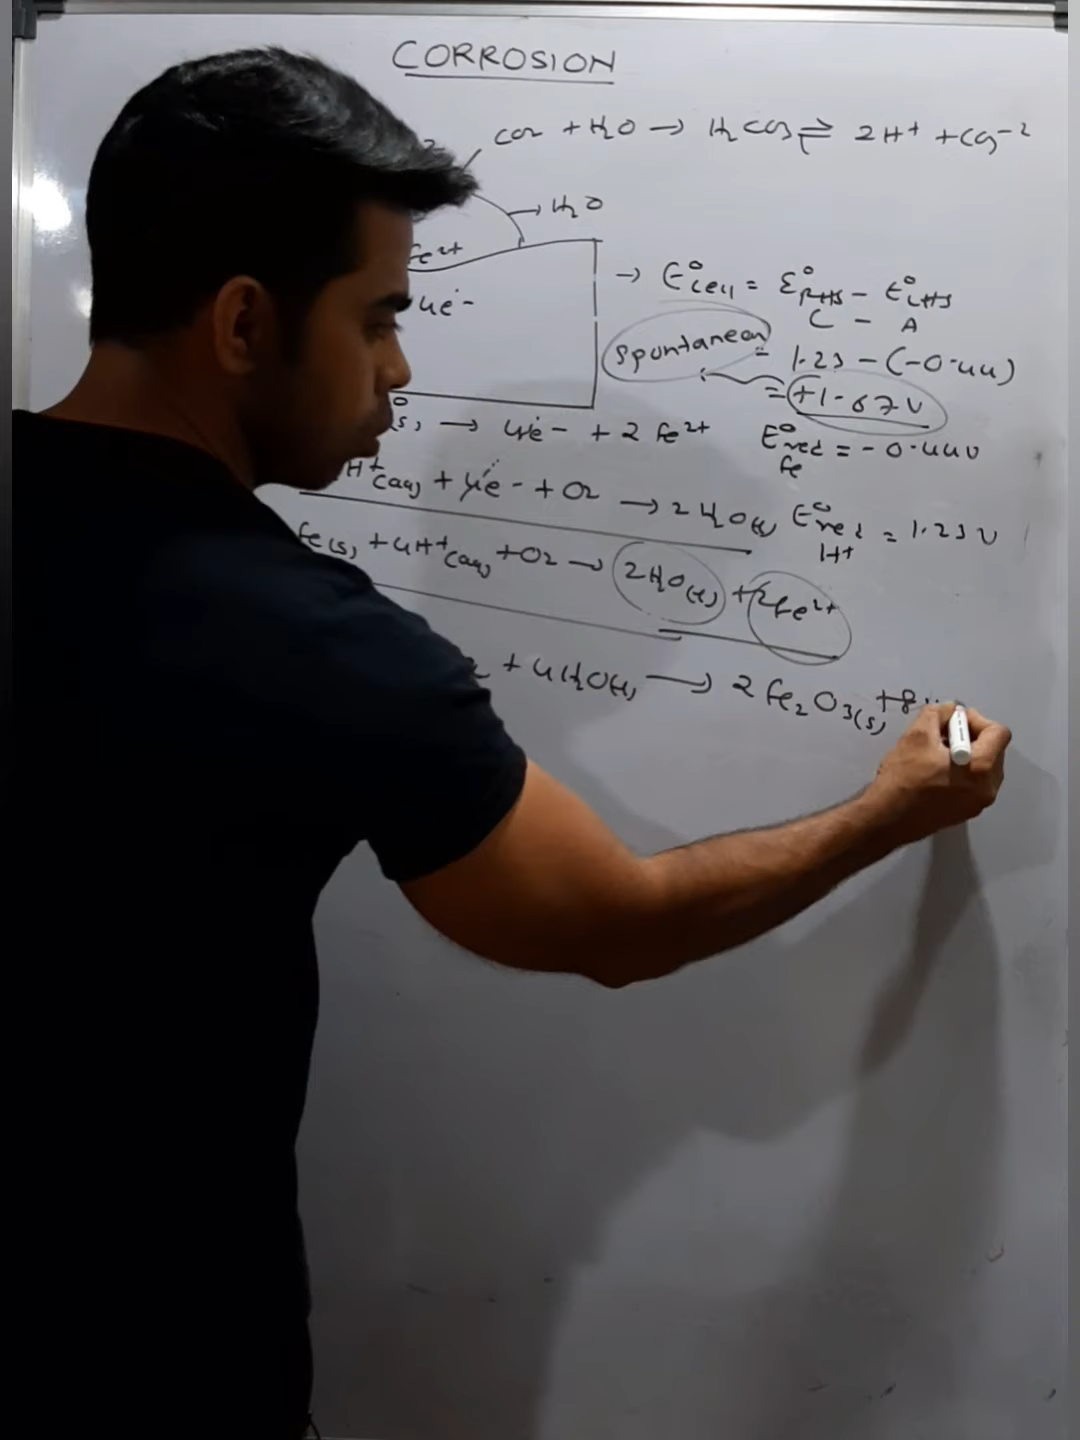 CORROSION
CO2 + H2O → H2CO3 ⇌ 2H+ + CO3-2
2
→ H2O
Fe2+
4e-
→ E°cell = E°RHS - E°LHS
C - A
Spontaneou
= 1.23 - (-0.44)
= +1.67V
(s) → 4e- + 2Fe2+ E°red = -0.44V
Fe
H+(aq) + 4e- + O2 → 2H2O(l) E°red = 1.23V
H+
Fe(s) + 4H+(aq) + O2 → 2H2O(l) + 2Fe2+
+ 4H2O(l) → 2Fe2O3(s) + 8